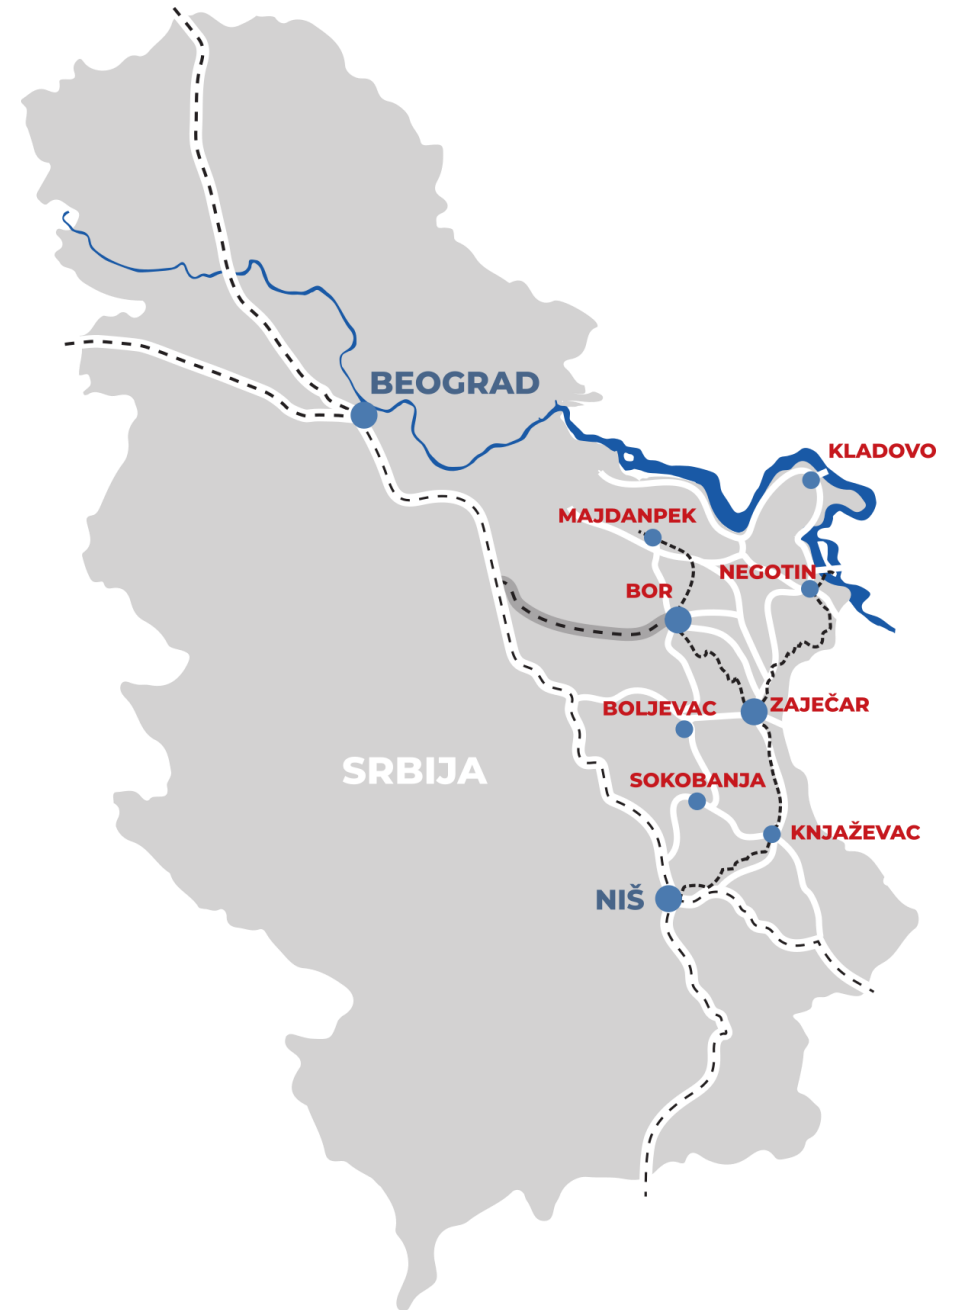 BEOGRAD
KLADOVO
MAJDANPEK
NEGOTIN
BOR
ZAJEČAR
BOLJEVAC
SRBIJA
SOKOBANJA
KNJAŽEVAC
NIŠ